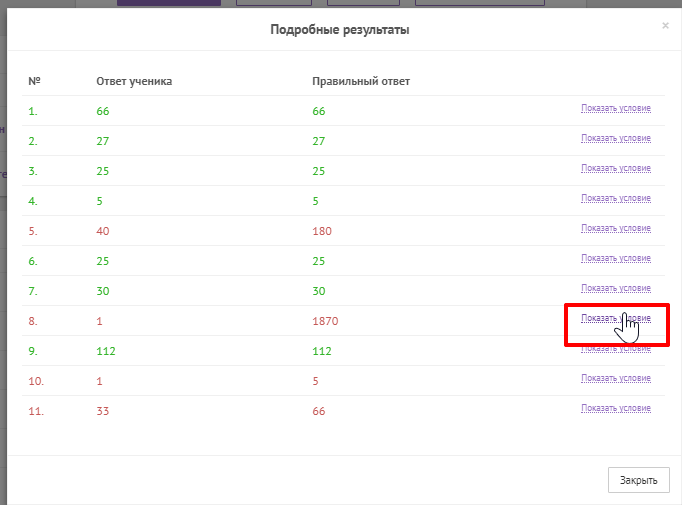 Подробные результаты ×
№ Ответ ученика Правильный ответ
1. 66 66 Показать условие
2. 27 27 Показать условие
3. 25 25 Показать условие
4. 5 5 Показать условие
5. 40 180 Показать условие
6. 25 25 Показать условие
7. 30 30 Показать условие
8. 1 1870 Показать условие
9. 112 112 Показать условие
10. 1 5 Показать условие
11. 33 66 Показать условие
Закрыть